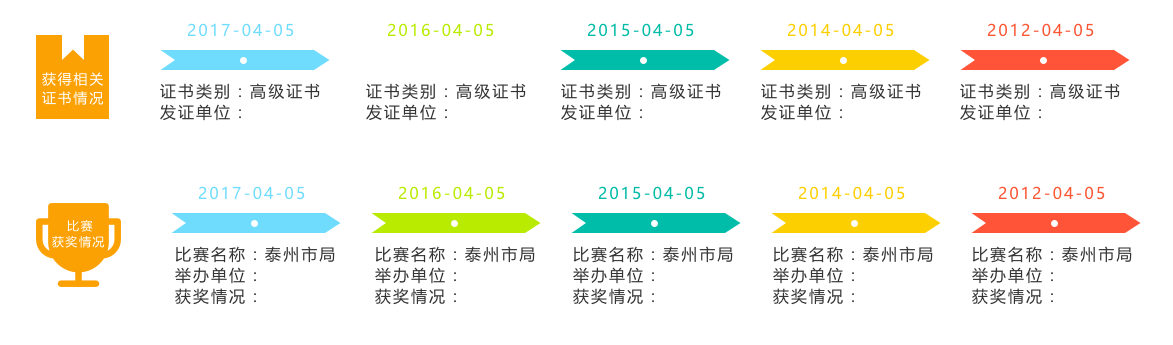 获得相关
证书情况
2017-04-05
证书类别：高级证书
发证单位：
2016-04-05
证书类别：高级证书
发证单位：
2015-04-05
证书类别：高级证书
发证单位：
2014-04-05
证书类别：高级证书
发证单位：
2012-04-05
证书类别：高级证书
发证单位：
比赛
获奖情况
2017-04-05
比赛名称：泰州市局
举办单位：
获奖情况：
2016-04-05
比赛名称：泰州市局
举办单位：
获奖情况：
2015-04-05
比赛名称：泰州市局
举办单位：
获奖情况：
2014-04-05
比赛名称：泰州市局
举办单位：
获奖情况：
2012-04-05
比赛名称：泰州市局
举办单位：
获奖情况：